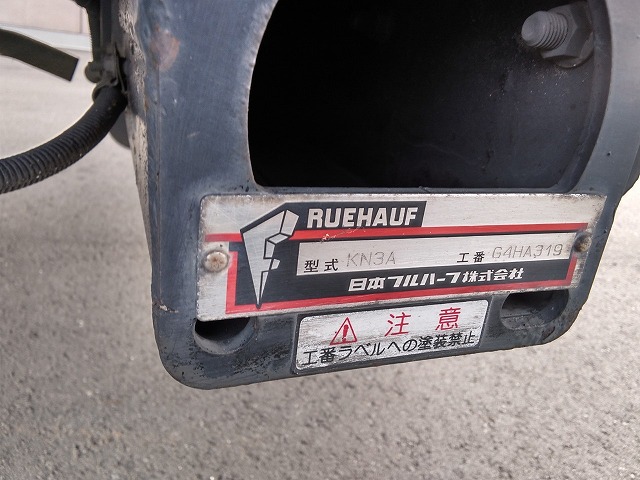 RUEHAUF
型式 KN3A 工番 G4HA319
日本フルハーフ株式会社
⚠ 注意
工番ラベルへの塗装禁止